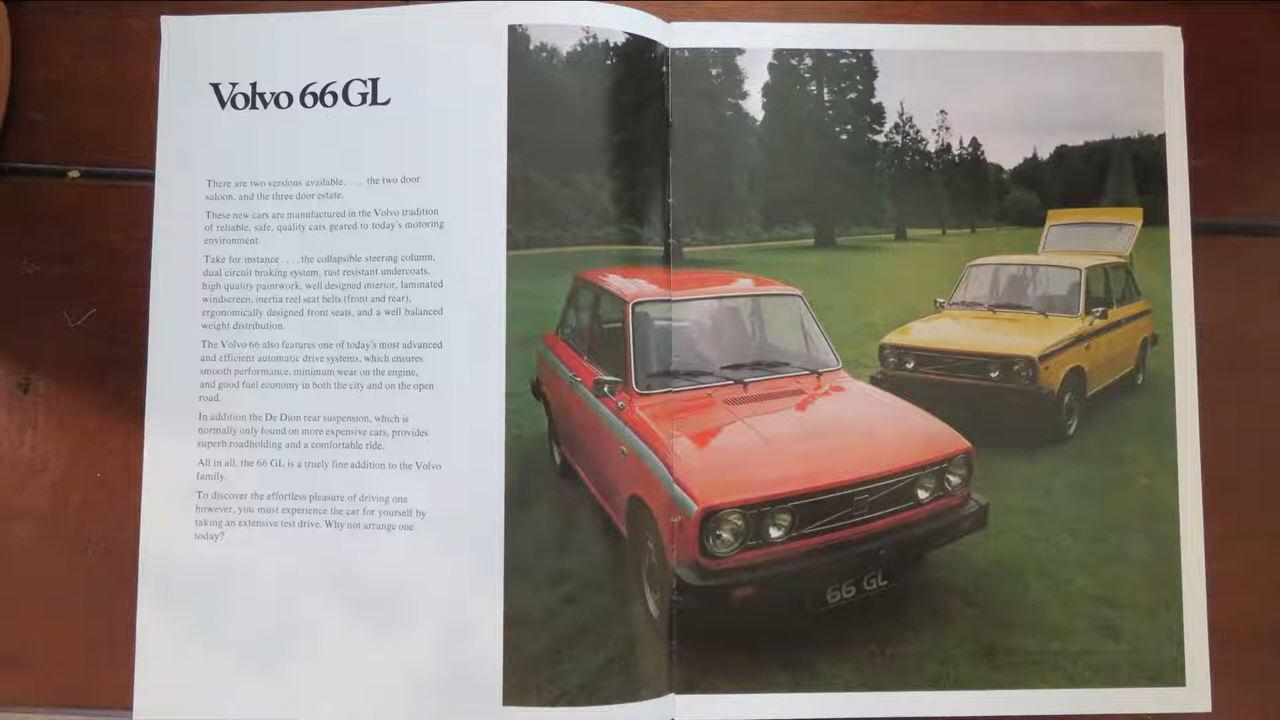 Volvo 66 GL
There are two versions available. . . . the two door
saloon, and the three door estate.
These new cars are manufactured in the Volvo tradition
of reliable, safe, quality cars geared to today's motoring
environment.
Take for instance . . . . the collapsible steering column,
dual circuit braking system, rust resistant undercoats,
high quality paintwork, well designed interior, laminated
windscreen, inertia reel seat belts (front and rear),
ergonomically designed front seats, and a well balanced
weight distribution.
The Volvo 66 also features one of today's most advanced
and efficient automatic drive systems, which ensures
smooth performance, minimum wear on the engine,
and good fuel economy in both the city and on the open
road.
In addition the De Dion rear suspension, which is
normally only found on more expensive cars, provides
superb roadholding and a comfortable ride.
All in all, the 66 GL is a truely fine addition to the Volvo
family.
To discover the effortless pleasure of driving one
however, you must experience the car for yourself by
taking an extensive test drive. Why not arrange one
today?
66 GL